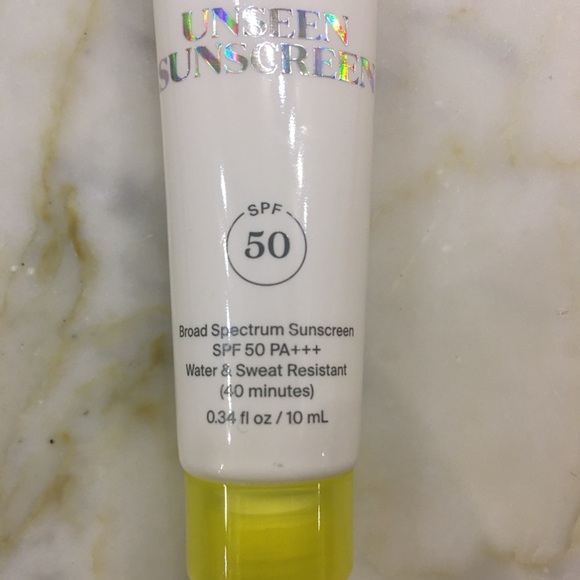 UNSEEN
SUNSCREEN
SPF
50
Broad Spectrum Sunscreen
SPF 50 PA+++
Water & Sweat Resistant
(40 minutes)
0.34 fl oz / 10 mL